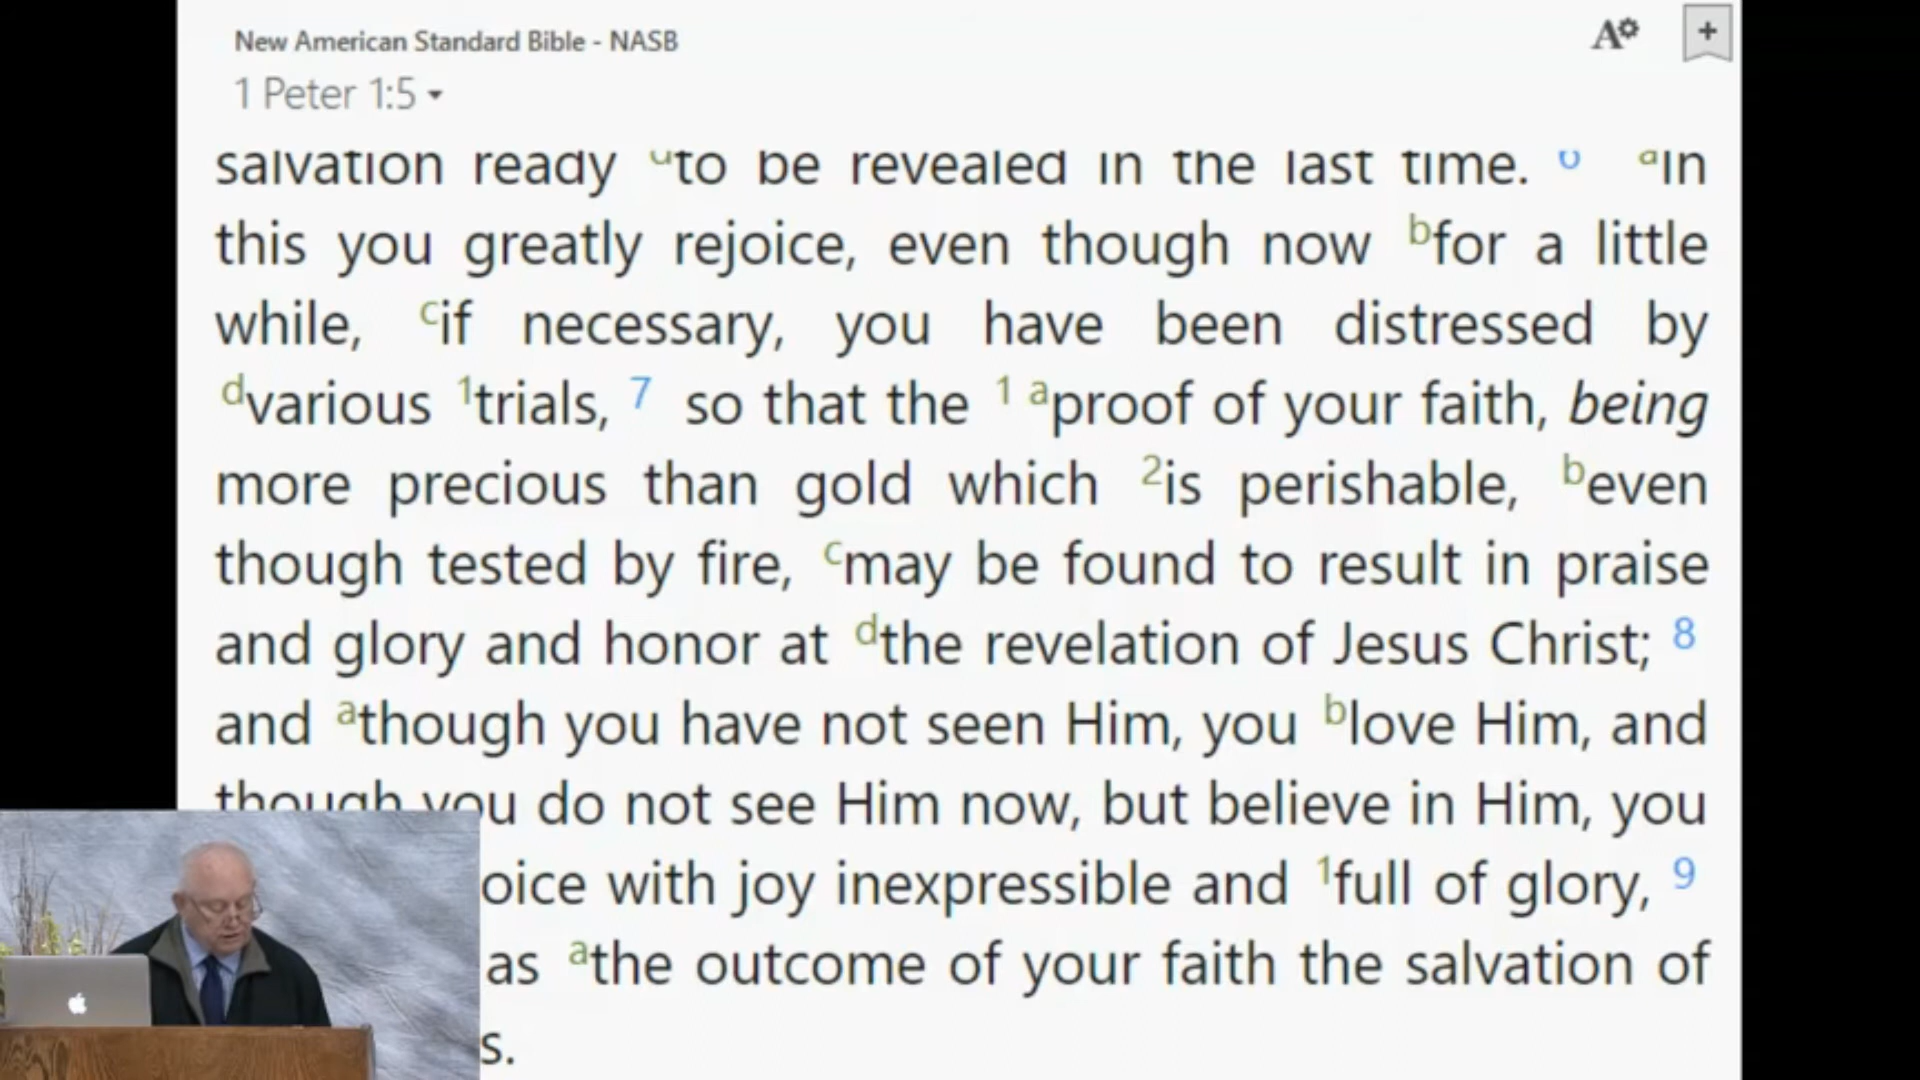 New American Standard Bible - NASB
1 Peter 1:5
salvation ready to be revealed in the last time. 6 aIn
this you greatly rejoice, even though now bfor a little
while, cif necessary, you have been distressed by
dvarious 1trials, 7 so that the 1 aproof of your faith, being
more precious than gold which 2is perishable, beven
though tested by fire, cmay be found to result in praise
and glory and honor at dthe revelation of Jesus Christ; 8
and athough you have not seen Him, you blove Him, and
though you do not see Him now, but believe in Him, you
oice with joy inexpressible and 1full of glory, 9
as athe outcome of your faith the salvation of
s.